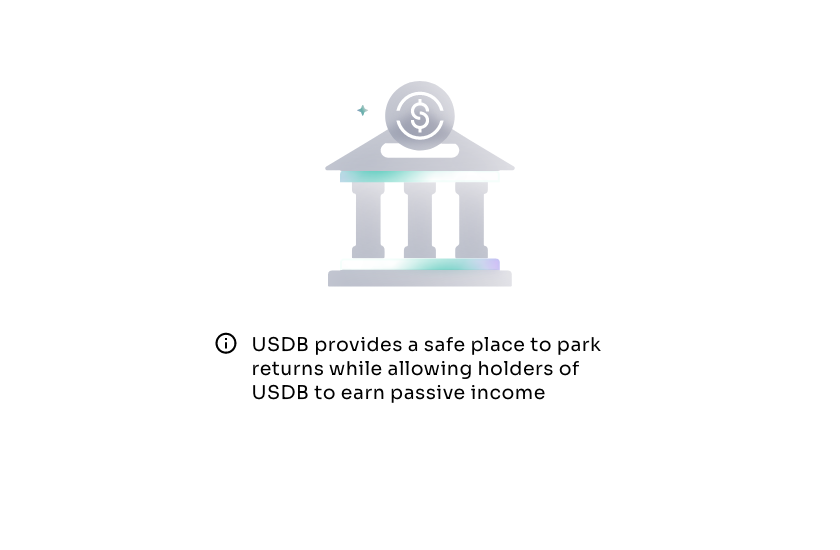 USDB provides a safe place to park
returns while allowing holders of
USDB to earn passive income